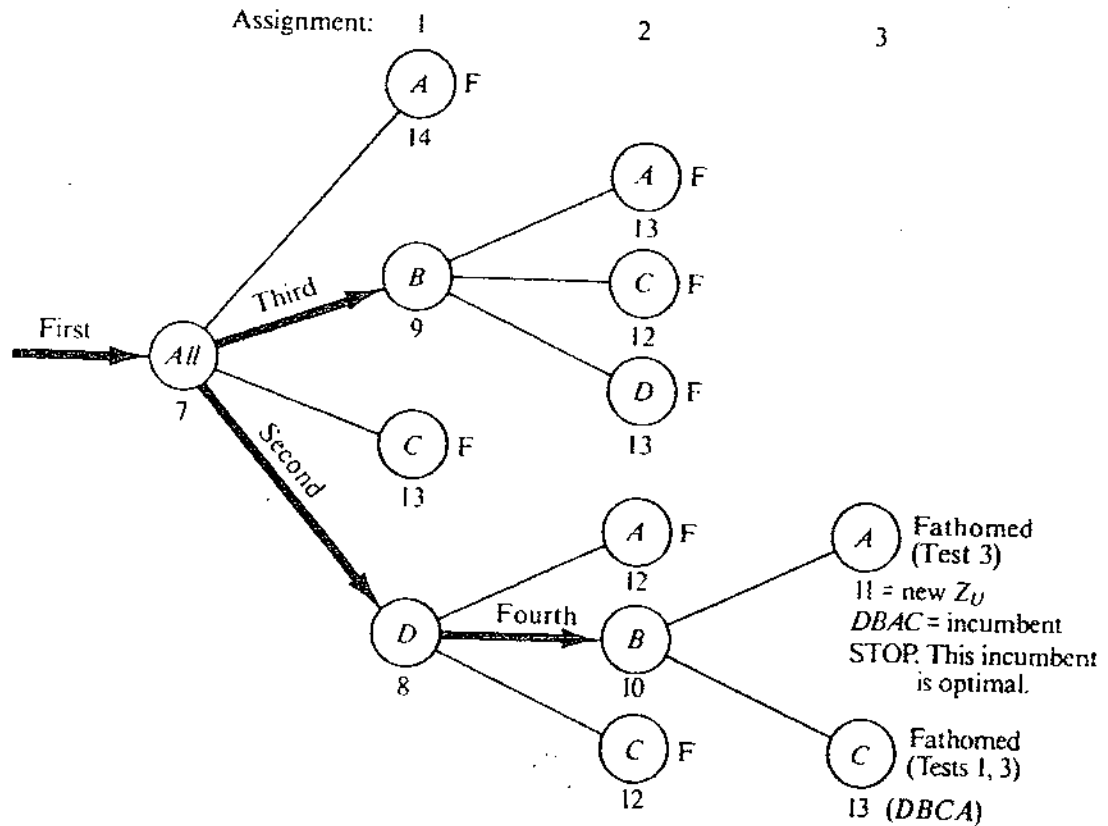 Assignment: 1 2 3
A F
14
A F
13
Third
B
9
C F
12
First
All
7
D F
13
Second
C F
13
A F
12
A
Fathomed
(Test 3)
11 = new Z_U
DBAC = incumbent
STOP. This incumbent
is optimal.
D
8
Fourth
B
10
C F
12
C
Fathomed
(Tests 1, 3)
13 (DBCA)